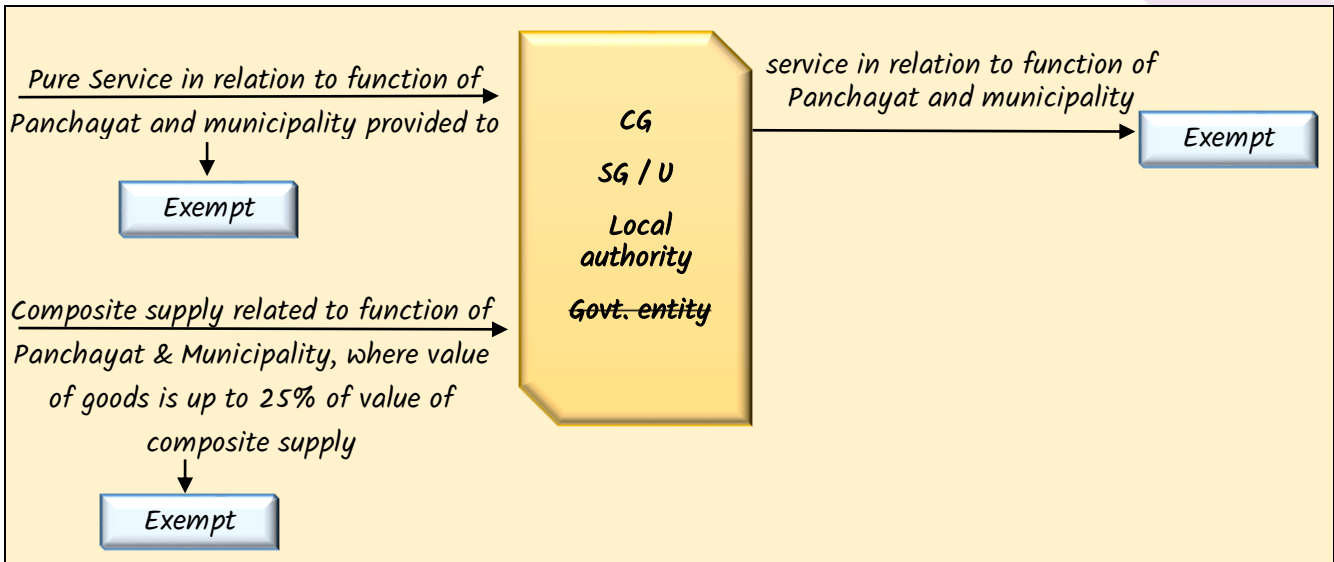 Pure Service in relation to function of
Panchayat and municipality provided to
Exempt
Composite supply related to function of
Panchayat & Municipality, where value
of goods is up to 25% of value of
composite supply
Exempt
CG
SG / U
Local
authority
Govt. entity
service in relation to function of
Panchayat and municipality
Exempt